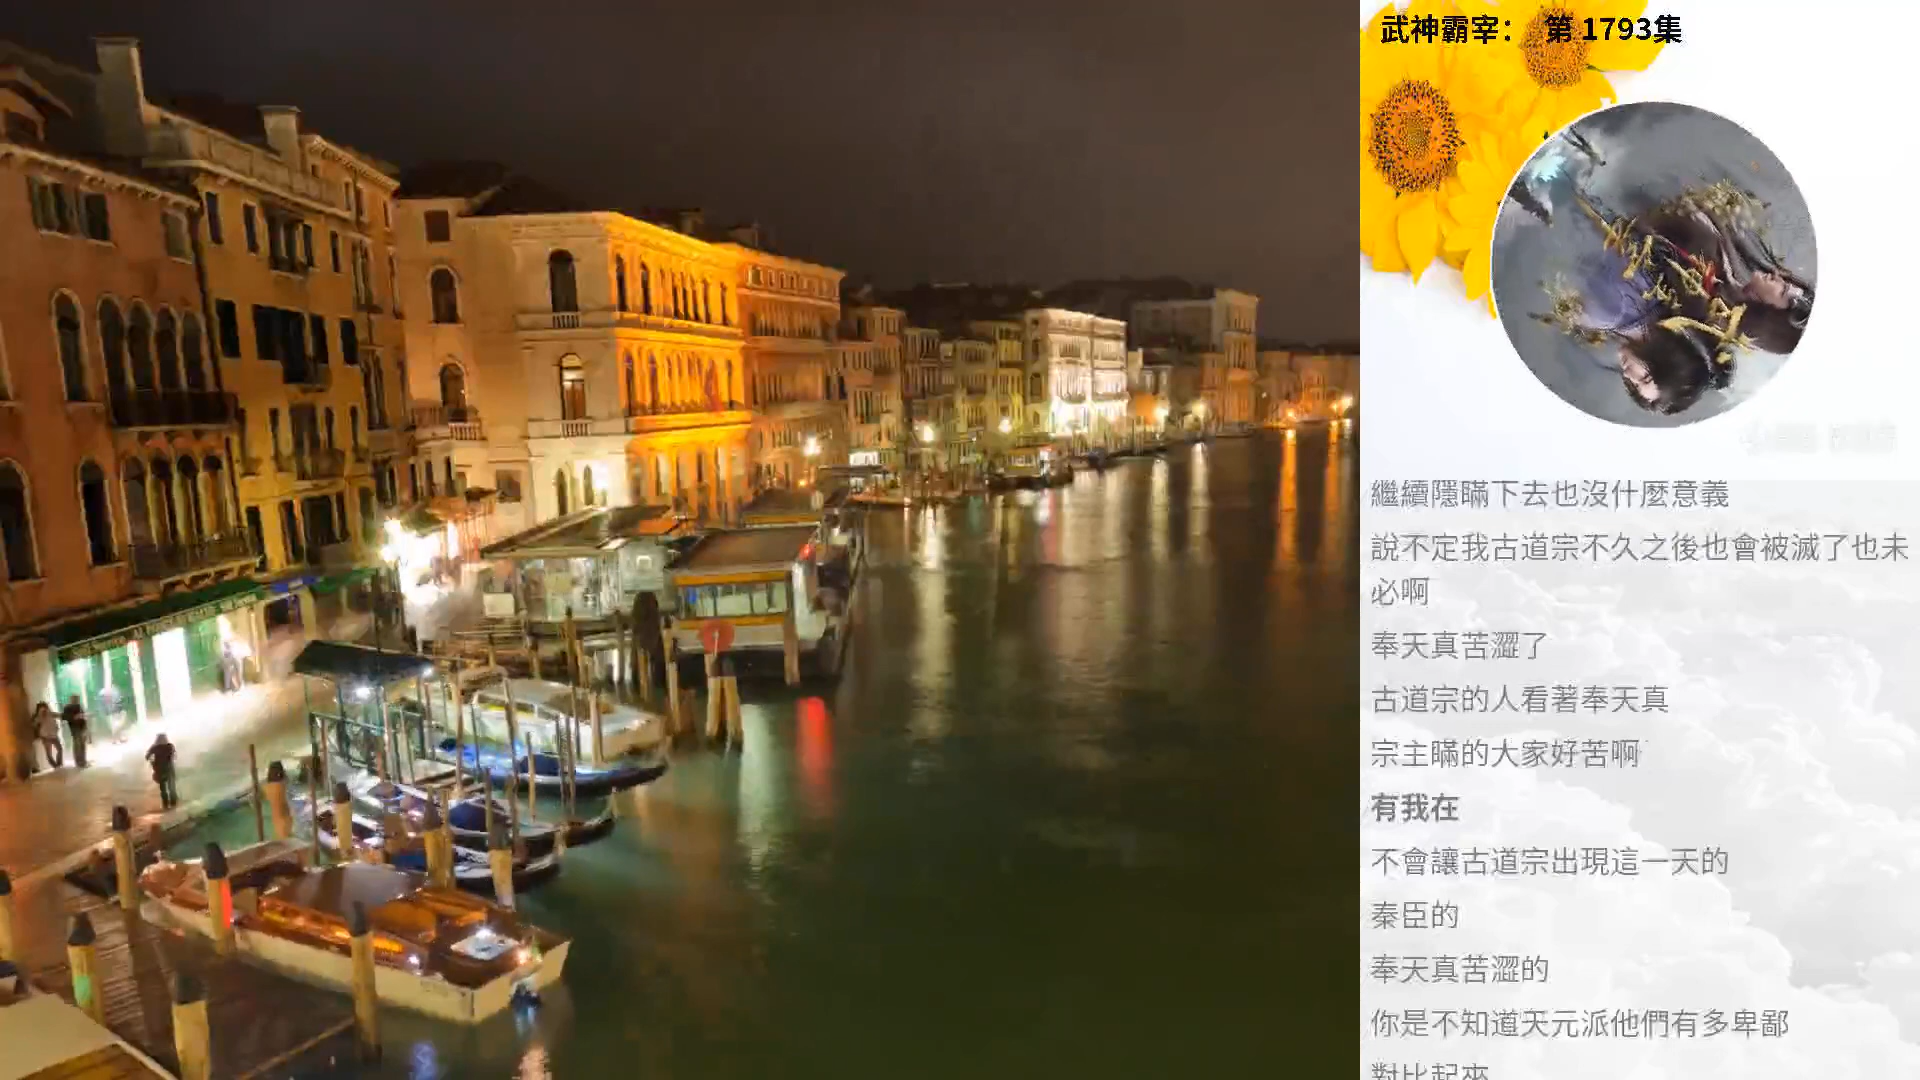 武神霸宰： 第 1793集
繼續隱瞞下去也沒什麼意義
說不定我古道宗不久之後也會被滅了也未
必啊
奉天真苦澀了
古道宗的人看著奉天真
宗主瞞的大家好苦啊
有我在
不會讓古道宗出現這一天的
秦臣的
奉天真苦澀的
你是不知道天元派他們有多卑鄙
對比起來